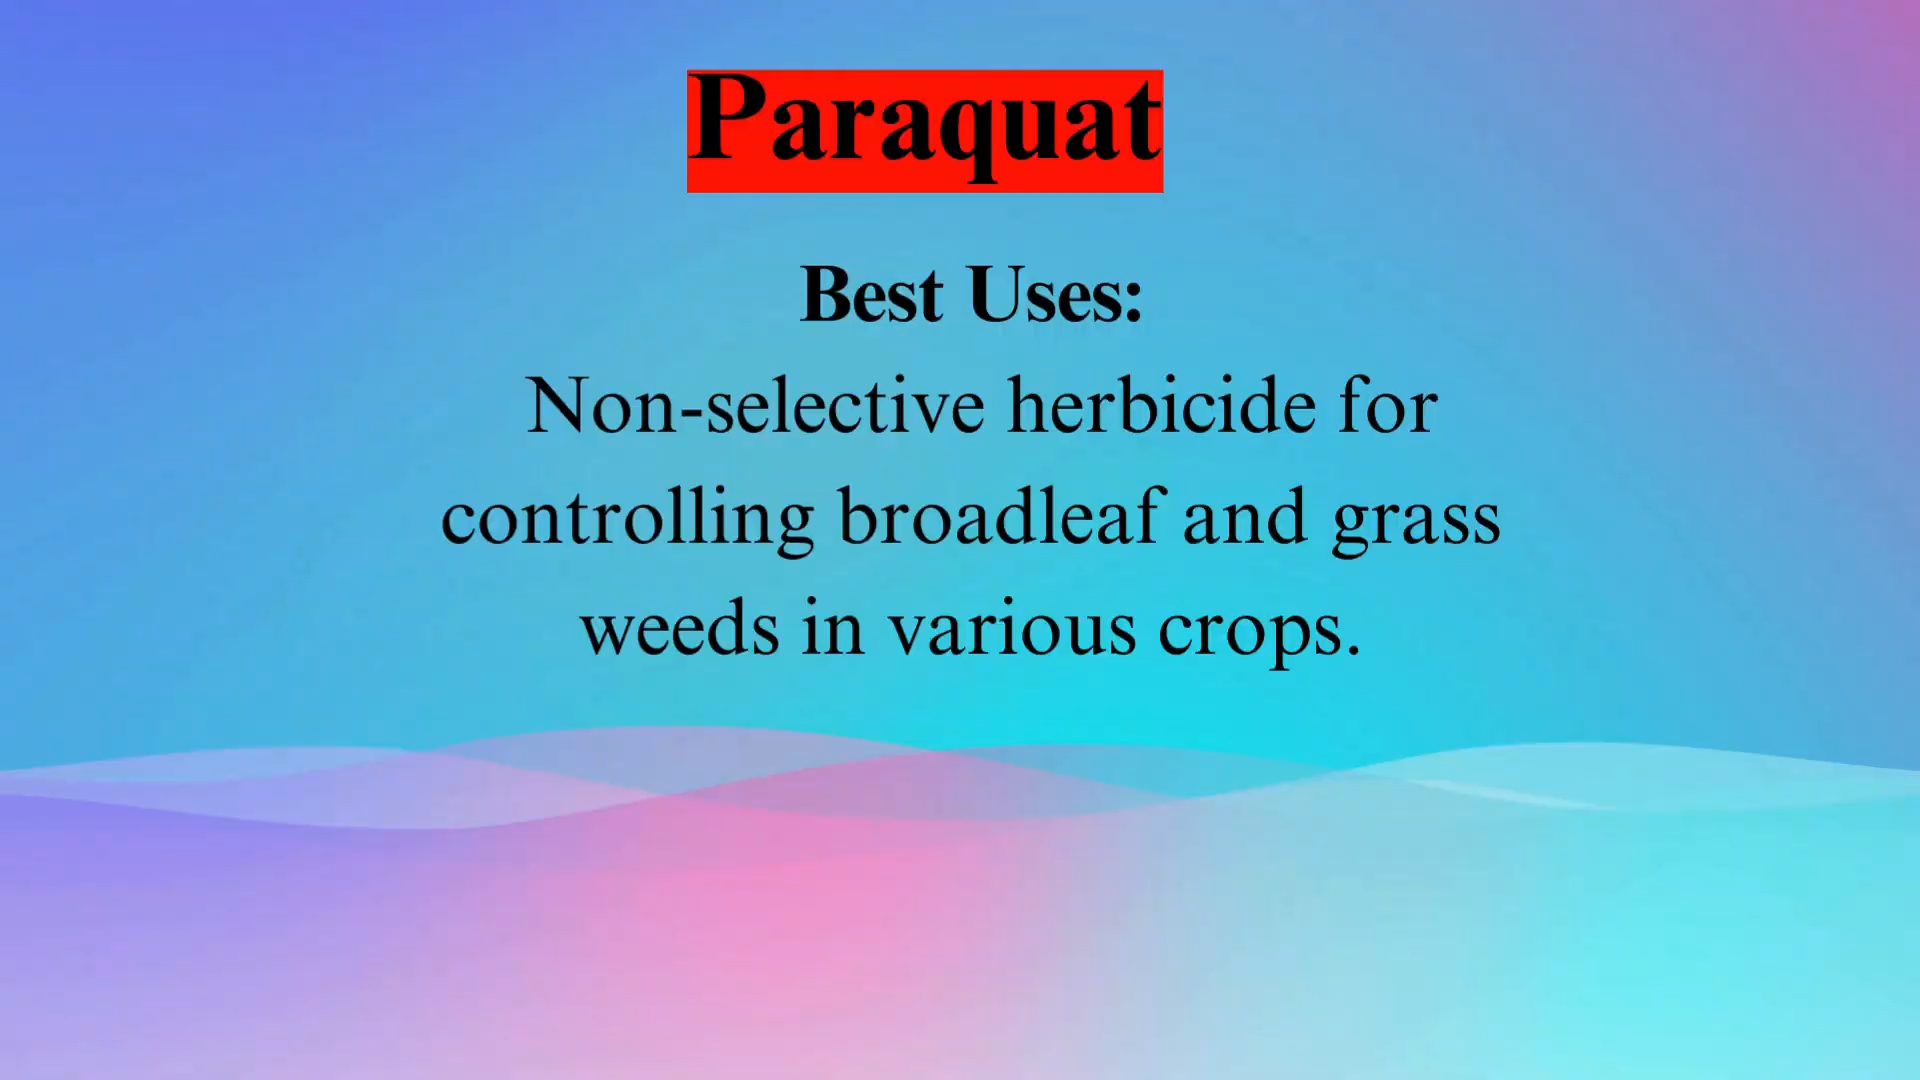 Paraquat
Best Uses:
Non-selective herbicide for
controlling broadleaf and grass
weeds in various crops.